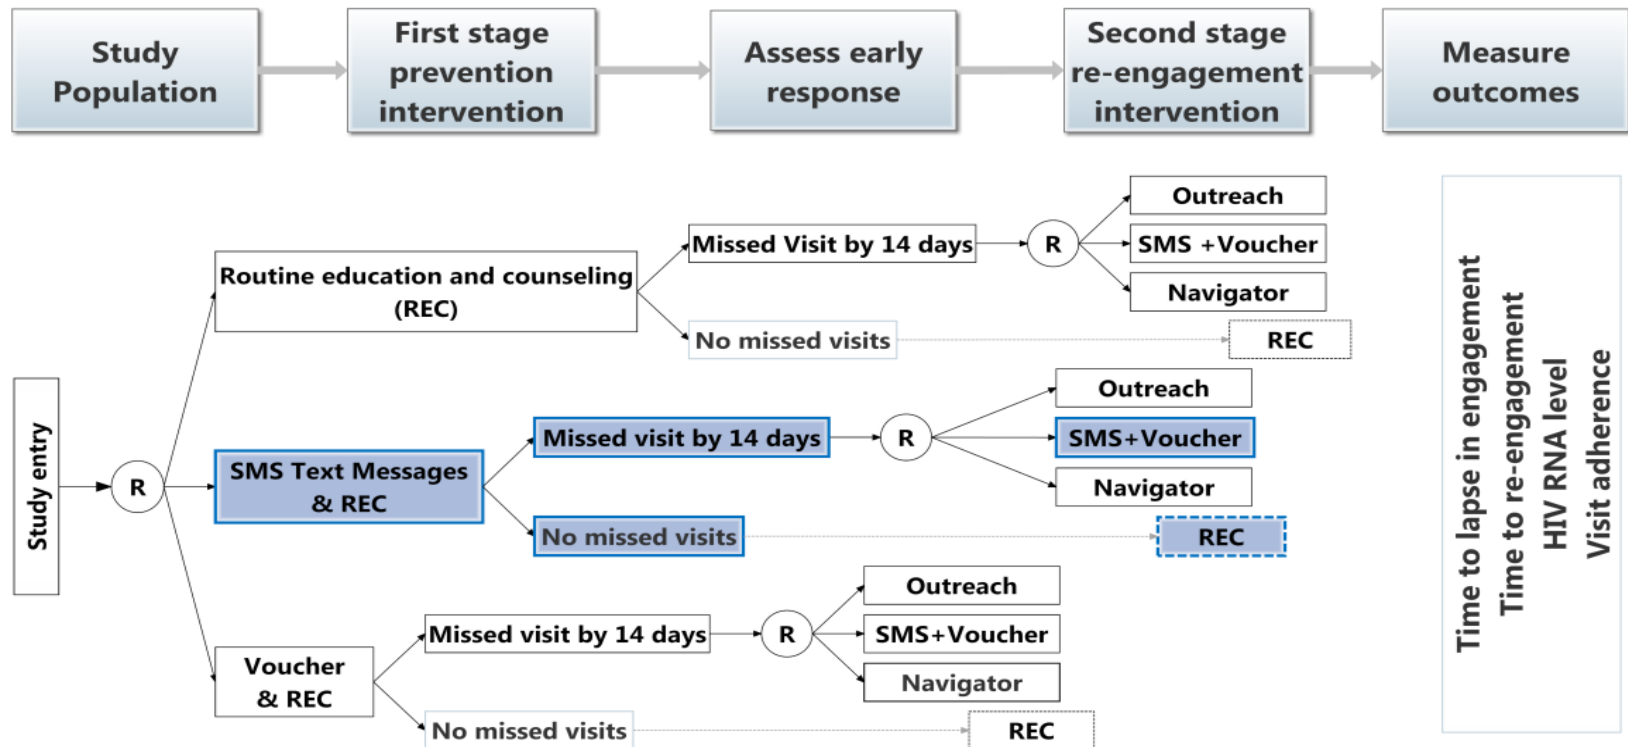 Study
Population
First stage
prevention
intervention
Assess early
response
Second stage
re-engagement
intervention
Measure
outcomes
Study entry
R
Routine education and counseling
(REC)
Missed Visit by 14 days
R
Outreach
SMS +Voucher
Navigator
No missed visits
REC
SMS Text Messages
& REC
Missed visit by 14 days
R
Outreach
SMS+Voucher
Navigator
No missed visits
REC
Voucher
& REC
Missed visit by 14 days
R
Outreach
SMS+Voucher
Navigator
No missed visits
REC
Time to lapse in engagement
Time to re-engagement
HIV RNA level
Visit adherence